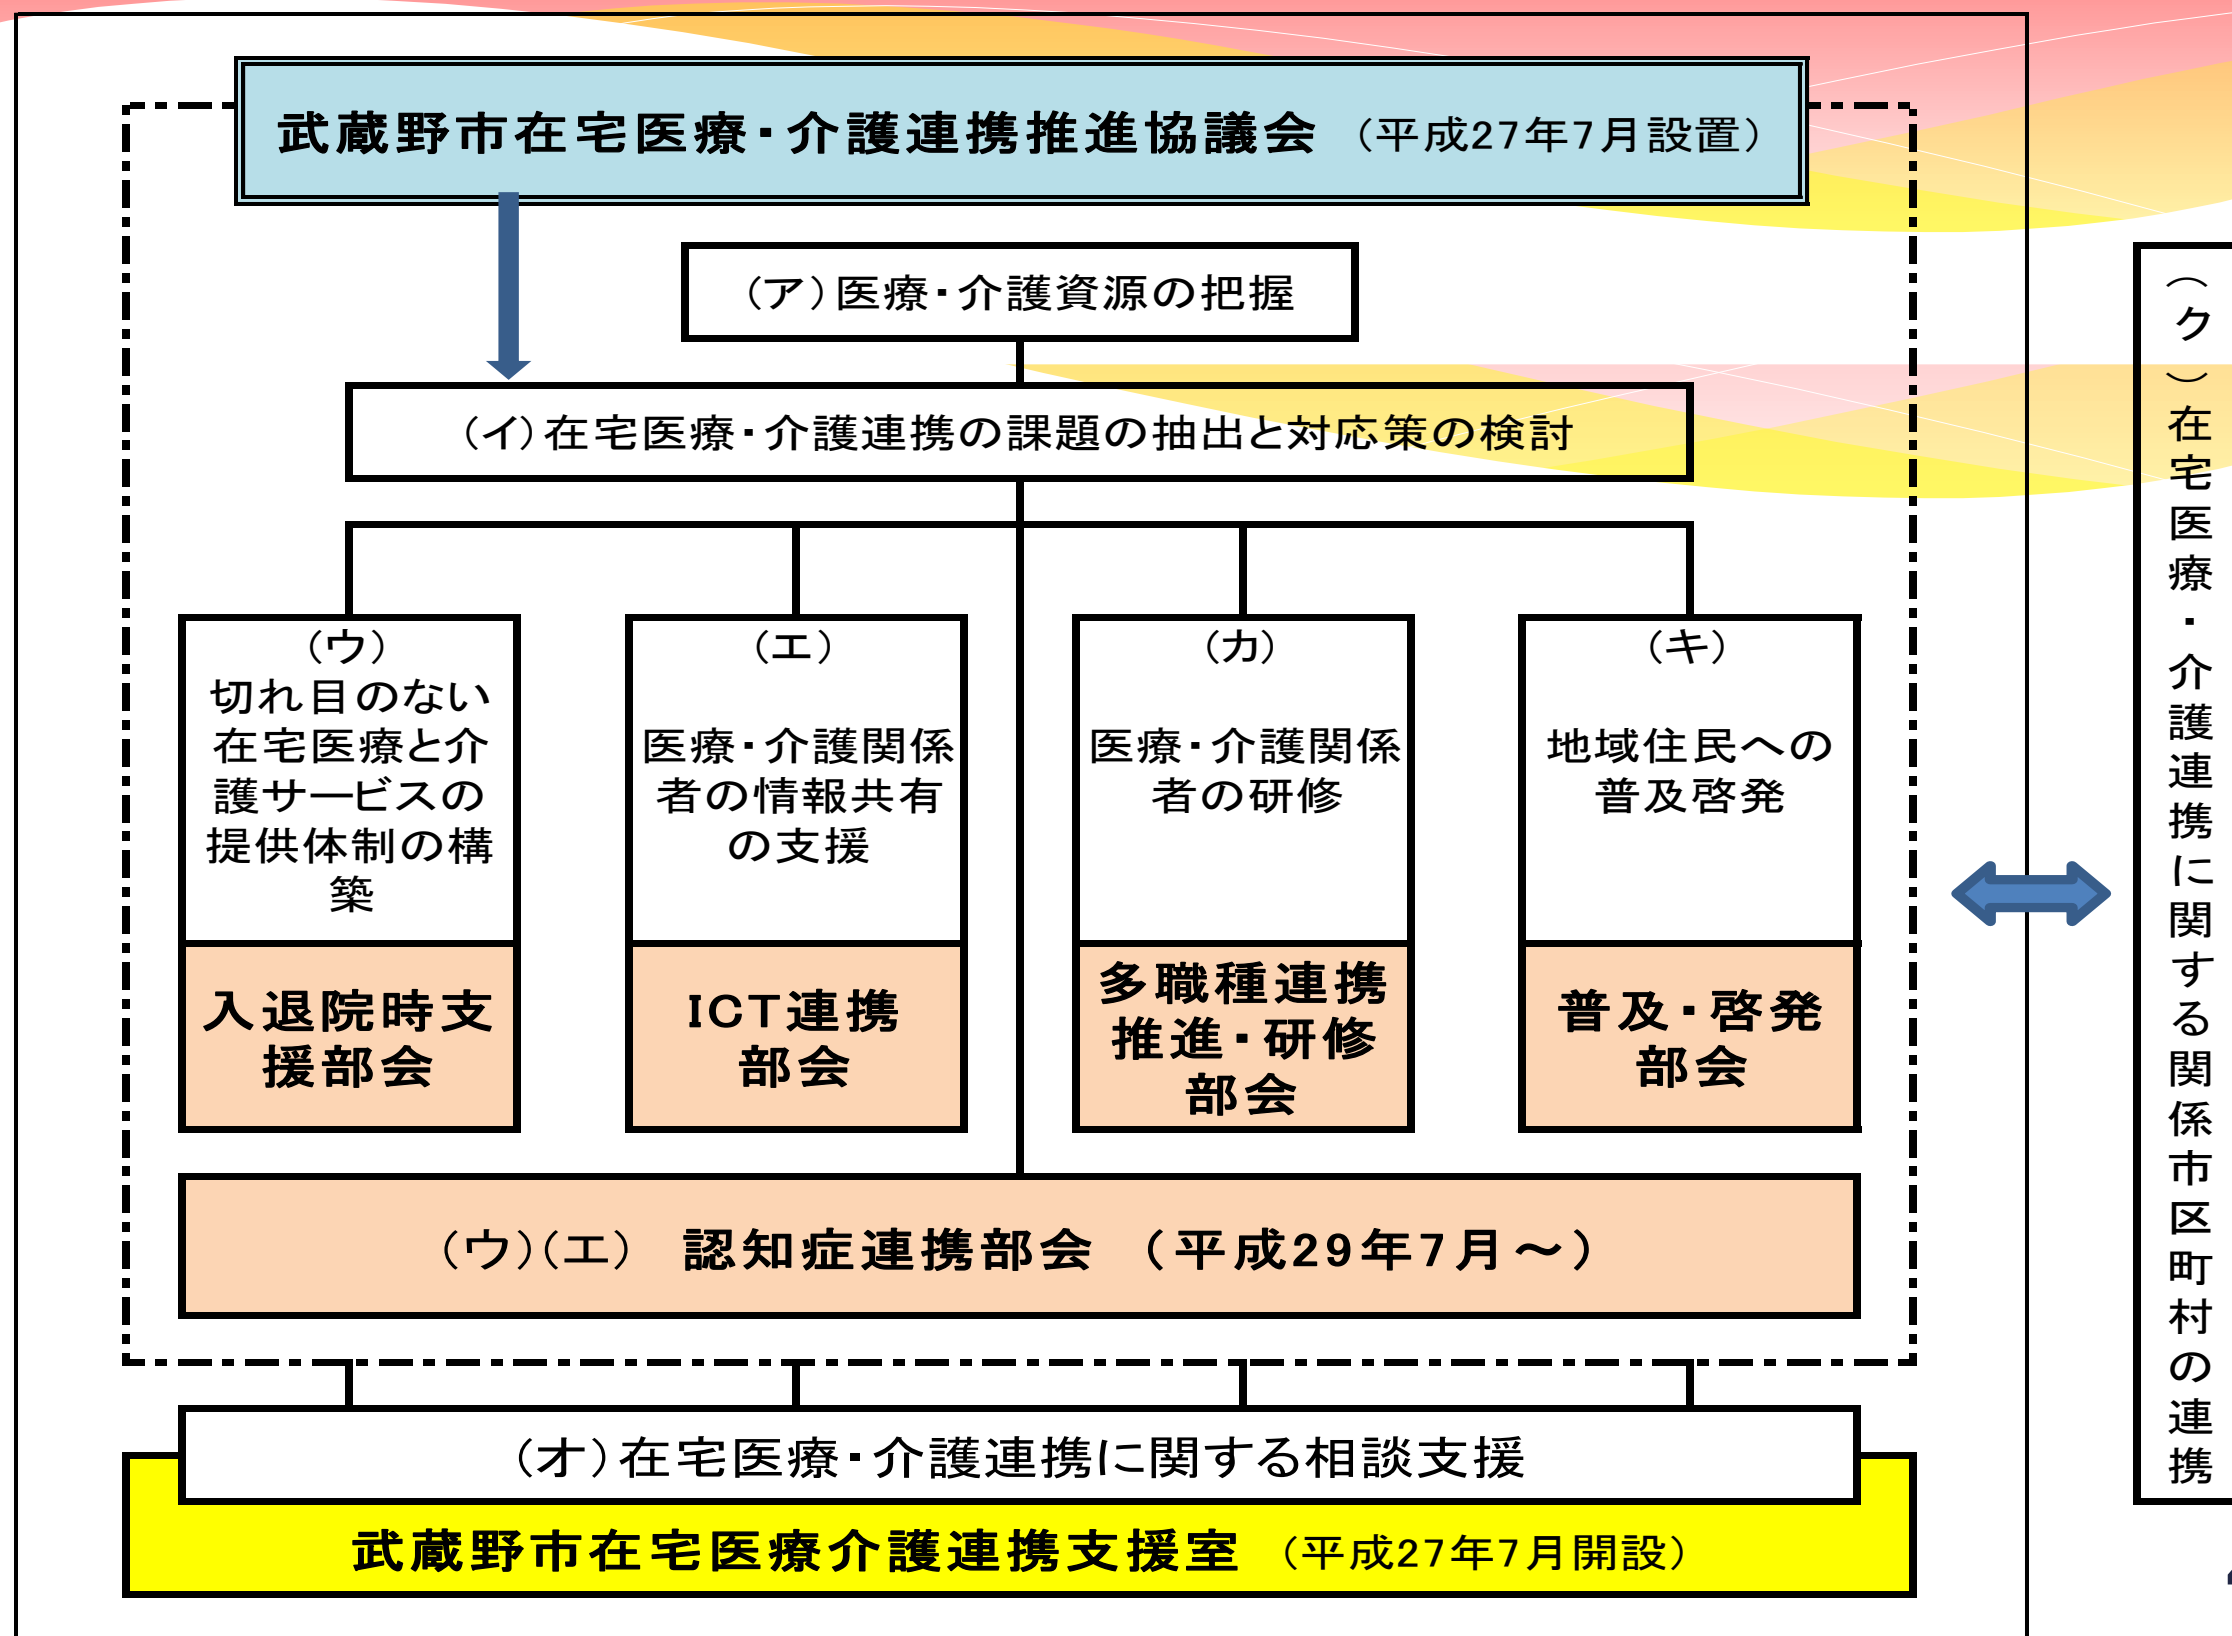 武蔵野市在宅医療・介護連携推進協議会（平成27年7月設置）
（ア）医療・介護資源の把握
（イ）在宅医療・介護連携の課題の抽出と対応策の検討
（ウ）
切れ目のない
在宅医療と介
護サービスの
提供体制の構
築
入退院時支
援部会
（エ）
医療・介護関係
者の情報共有
の支援
ICT連携
部会
（カ）
医療・介護関係
者の研修
多職種連携
推進・研修
部会
（キ）
地域住民への
普及啓発
普及・啓発
部会
（ウ）（エ）　認知症連携部会　（平成29年7月～）
（オ）在宅医療・介護連携に関する相談支援
武蔵野市在宅医療介護連携支援室（平成27年7月開設）
（ク）在宅医療・介護連携に関する関係市区町村の連携